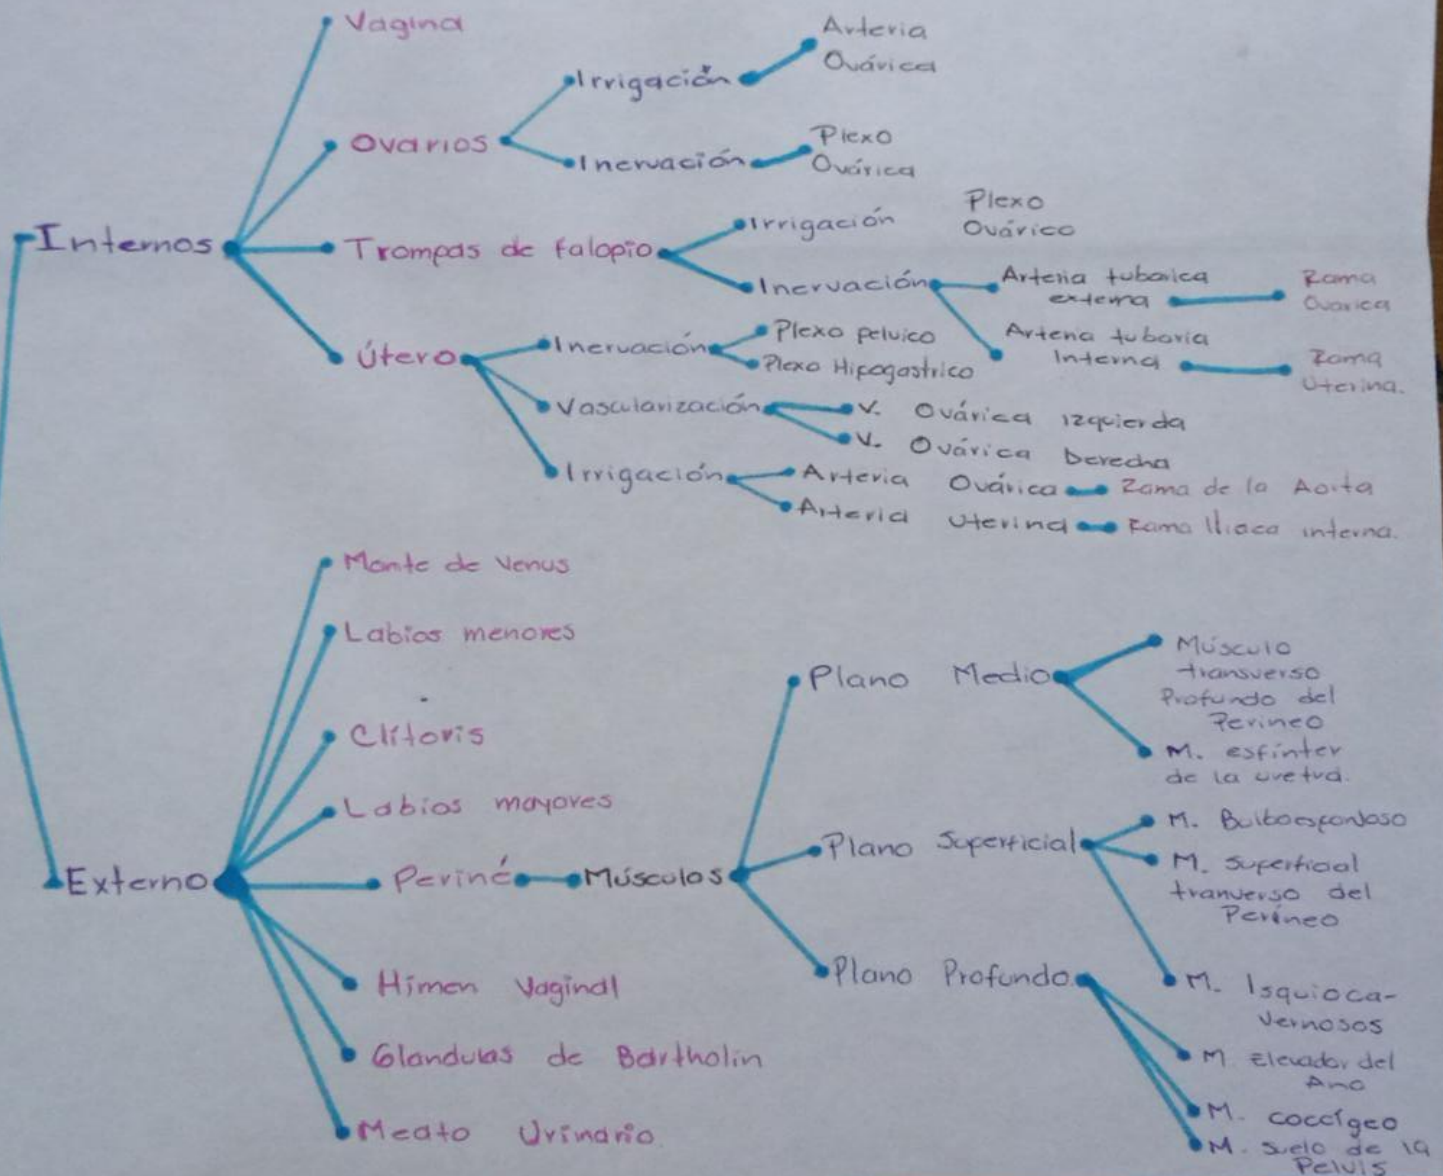 Vagina
Internos
Ovarios
Irrigación
Arteria
Ovárica
Inervación
Plexo
Ovárica
Trompas de falopio
Irrigación
Plexo
Ovárico
Inervación
Arteria tubarica
externa
Rama
Ovarica
Arteria tubaria
Interna
Rama
Uterina.
Útero
Inervación
Plexo pelvico
Plexo Hipogastrico
Vascularización
V. Ovárica izquierda
V. Ovárica Derecha
Irrigación
Arteria Ovárica
Rama de la Aorta
Arteria Uterina
Rama Iliaca interna.
Externo
Monte de Venus
Labios menores
Clítoris
Labios mayores
Periné
Músculos
Plano Medio
Músculo
transverso
Profundo del
Perineo
M. esfinter
de la uretra.
Plano Superficial
M. Bulboesponjoso
M. Superficial
tranverso del
Perineo
M. Isquioca-
vernosos
Plano Profundo
M. Elevador del
Ano
M. coccígeo
M. suelo de la
Pelvis
Himen Vaginal
Glandulas de Bartholin
Meato Urinario.